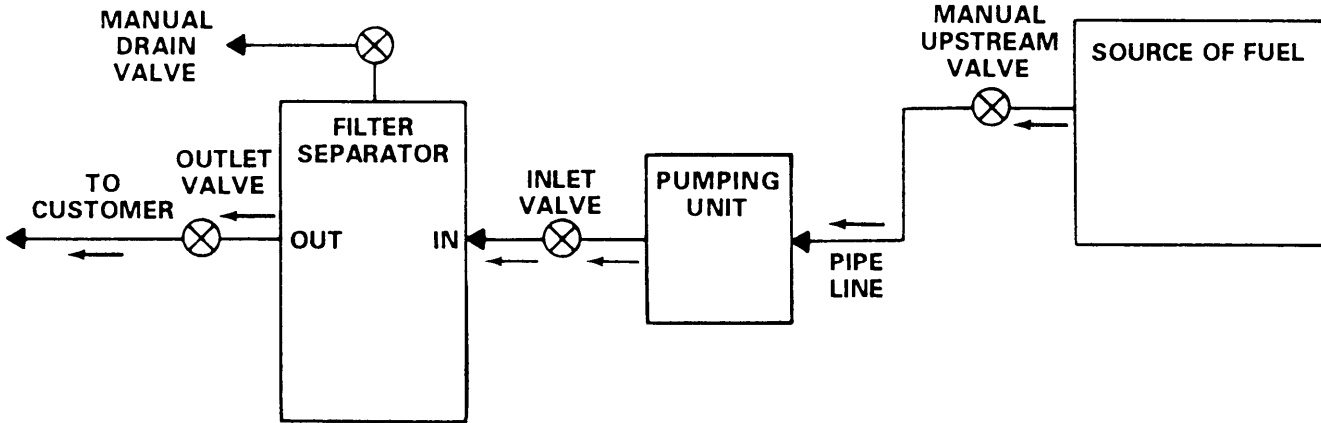 MANUAL
DRAIN
VALVE
MANUAL
UPSTREAM
VALVE
SOURCE OF FUEL
FILTER
SEPARATOR
OUTLET
VALVE
TO
CUSTOMER
INLET
VALVE
PUMPING
UNIT
OUT
IN
PIPE
LINE